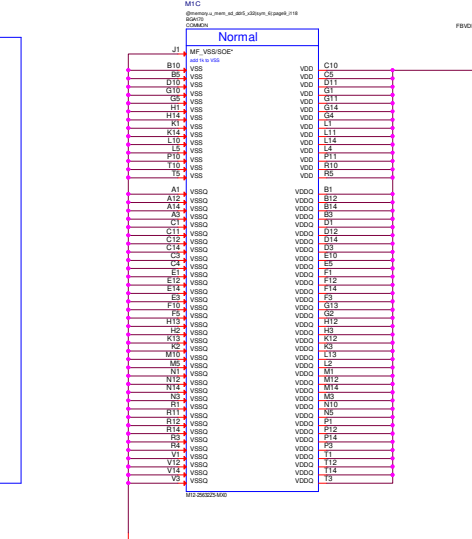 M1C
BGA170
COMMON
FBVD
Normal
J1 MF_VSS/SOE*
add 1k to VSS
B10 VSS VDD C10
B5 VSS VDD C5
D10 VSS VDD D11
G10 VSS VDD G1
G5 VSS VDD G11
H1 VSS VDD G14
H14 VSS VDD G4
K1 VSS VDD L1
K14 VSS VDD L11
L10 VSS VDD L14
L5 VSS VDD L4
P10 VSS VDD P11
T10 VSS VDD R10
T5 VSS VDD R5
A1 VSSQ VDDQ B1
A12 VSSQ VDDQ B12
A14 VSSQ VDDQ B14
A3 VSSQ VDDQ B3
C1 VSSQ VDDQ D1
C11 VSSQ VDDQ D12
C12 VSSQ VDDQ D14
C14 VSSQ VDDQ D3
C3 VSSQ VDDQ E10
C4 VSSQ VDDQ E5
E1 VSSQ VDDQ F1
E12 VSSQ VDDQ F12
E14 VSSQ VDDQ F14
E3 VSSQ VDDQ F3
F10 VSSQ VDDQ G13
F5 VSSQ VDDQ G2
H13 VSSQ VDDQ H12
H2 VSSQ VDDQ H3
K13 VSSQ VDDQ K12
K2 VSSQ VDDQ K3
M10 VSSQ VDDQ L13
M5 VSSQ VDDQ L2
N1 VSSQ VDDQ M1
N12 VSSQ VDDQ M12
N14 VSSQ VDDQ M14
N3 VSSQ VDDQ M3
R1 VSSQ VDDQ N10
R11 VSSQ VDDQ N5
R12 VSSQ VDDQ P1
R14 VSSQ VDDQ P12
R3 VSSQ VDDQ P14
R4 VSSQ VDDQ P3
V1 VSSQ VDDQ T1
V12 VSSQ VDDQ T12
V14 VSSQ VDDQ T14
V3 VSSQ VDDQ T3